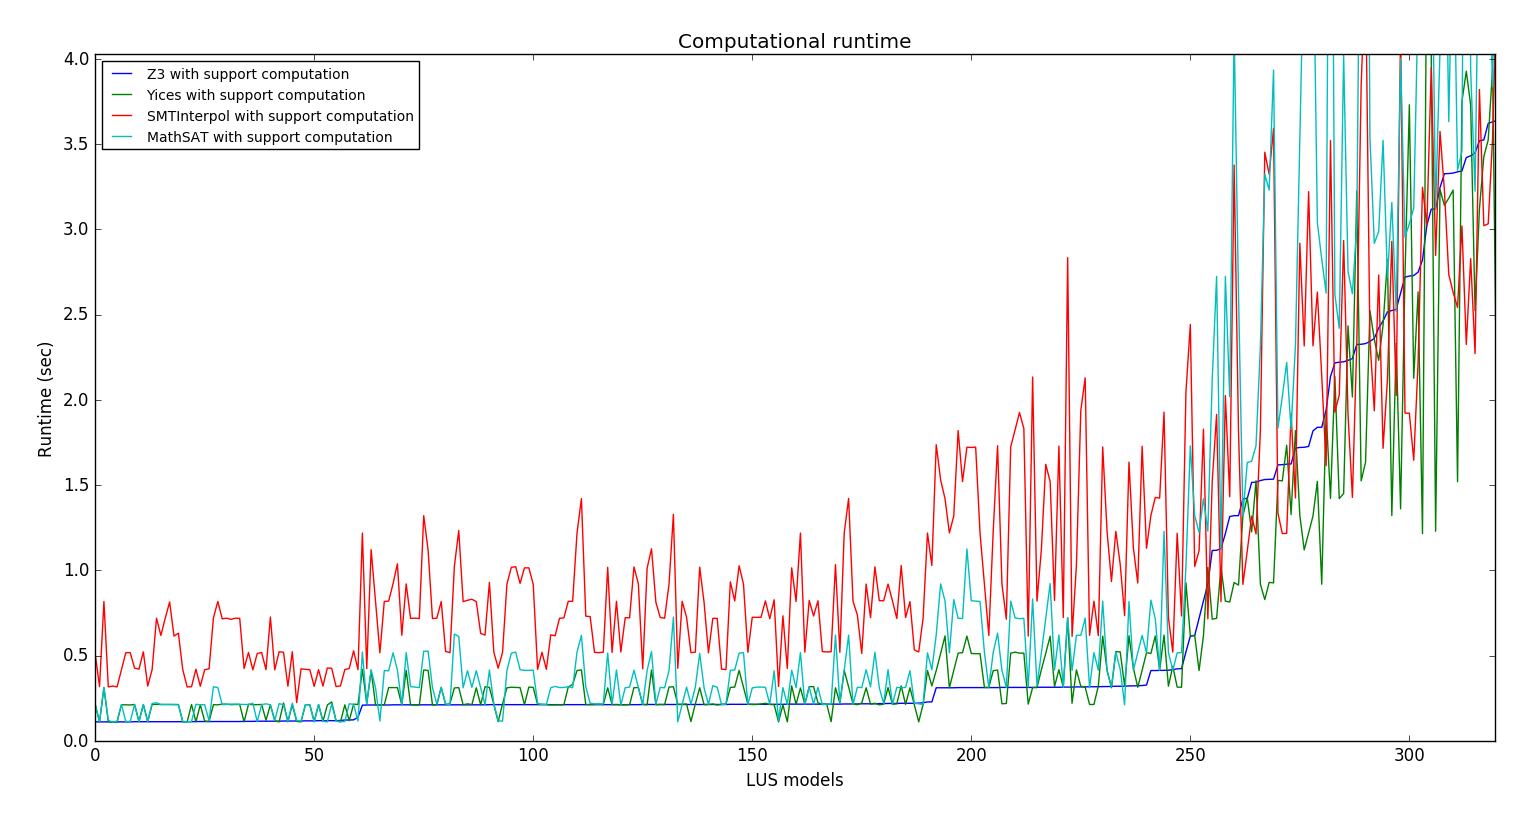 Computational runtime
Z3 with support computation
Yices with support computation
SMTInterpol with support computation
MathSAT with support computation
Runtime (sec)
4.0
3.5
3.0
2.5
2.0
1.5
1.0
0.5
0.0
0 50 100 150 200 250 300
LUS models